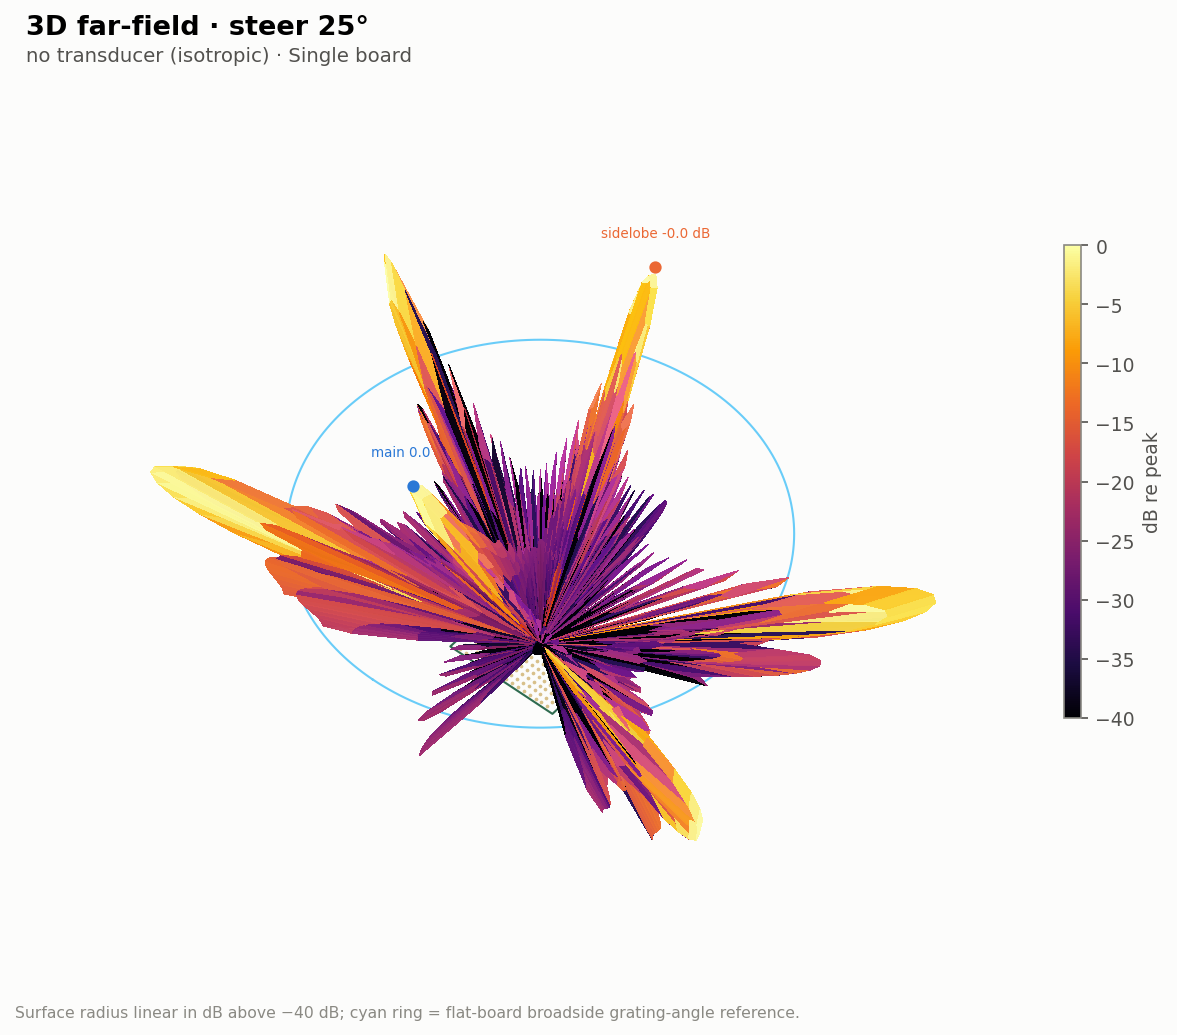 3D far-field · steer 25°
no transducer (isotropic) · Single board
sidelobe -0.0 dB
main 0.0
0
−5
−10
−15
−20
−25
−30
−35
−40
dB re peak
Surface radius linear in dB above −40 dB; cyan ring = flat-board broadside grating-angle reference.